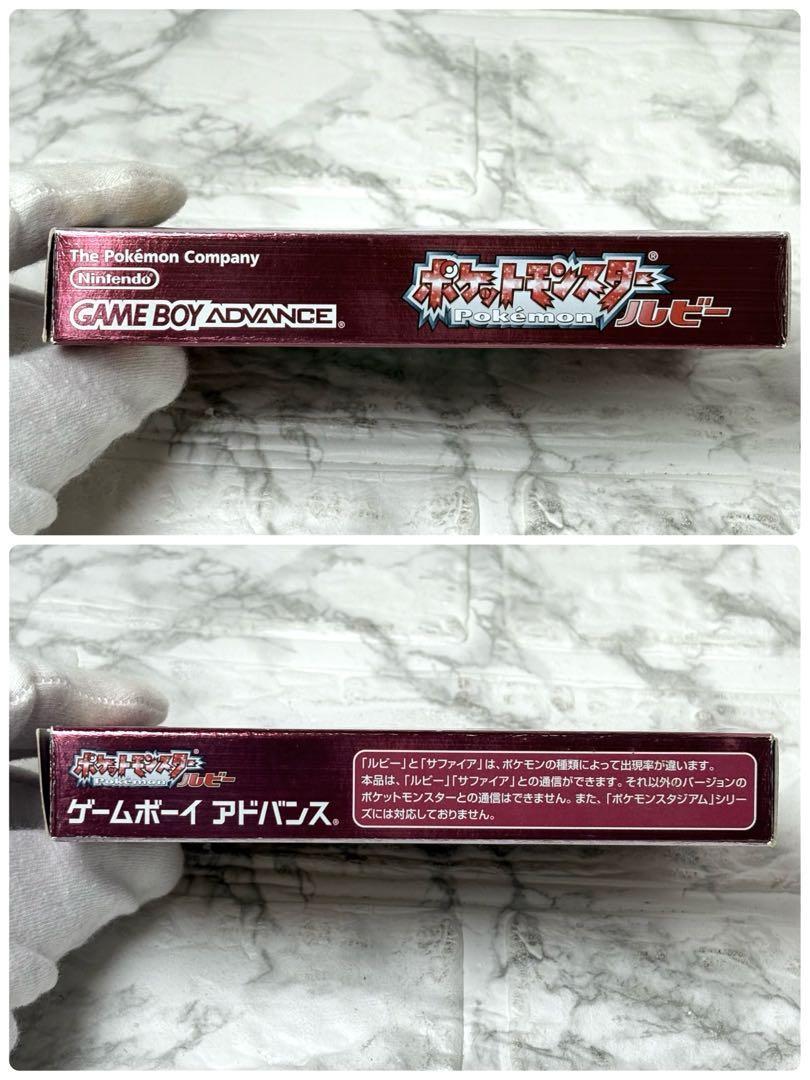 The Pokémon Company
Nintendo
GAME BOY ADVANCE®
ポケットモンスター®
Pokémon ルビー
ポケットモンスター®
Pokémon ルビー
ゲームボーイ アドバンス®
「ルビー」と「サファイア」は、ポケモンの種類によって出現率が違います。
本品は、「ルビー」「サファイア」との通信ができます。それ以外のバージョンの
ポケットモンスターとの通信はできません。また、「ポケモンスタジアム」シリー
ズには対応しておりません。